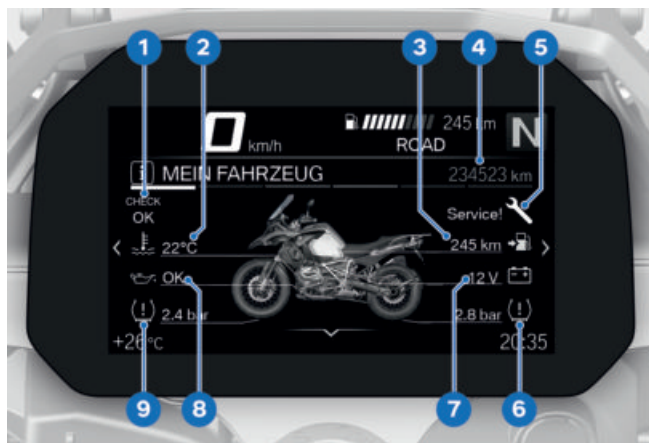 1 2 3 4 5
0 km/h 245 km N
ROAD
i MEIN FAHRZEUG 234523 km
CHECK
OK
Service!
22°C 245 km
OK 12 V
2.4 bar 2.8 bar
+26°C 20:35
9 8 7 6